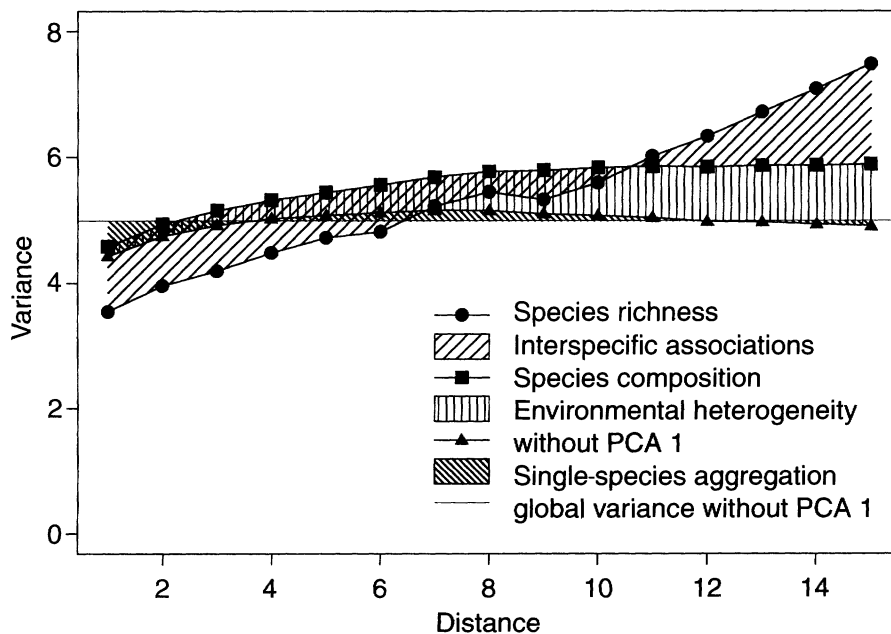 8
6
4
2
0
Variance
Species richness
Interspecific associations
Species composition
Environmental heterogeneity
without PCA 1
Single-species aggregation
global variance without PCA 1
2 4 6 8 10 12 14
Distance